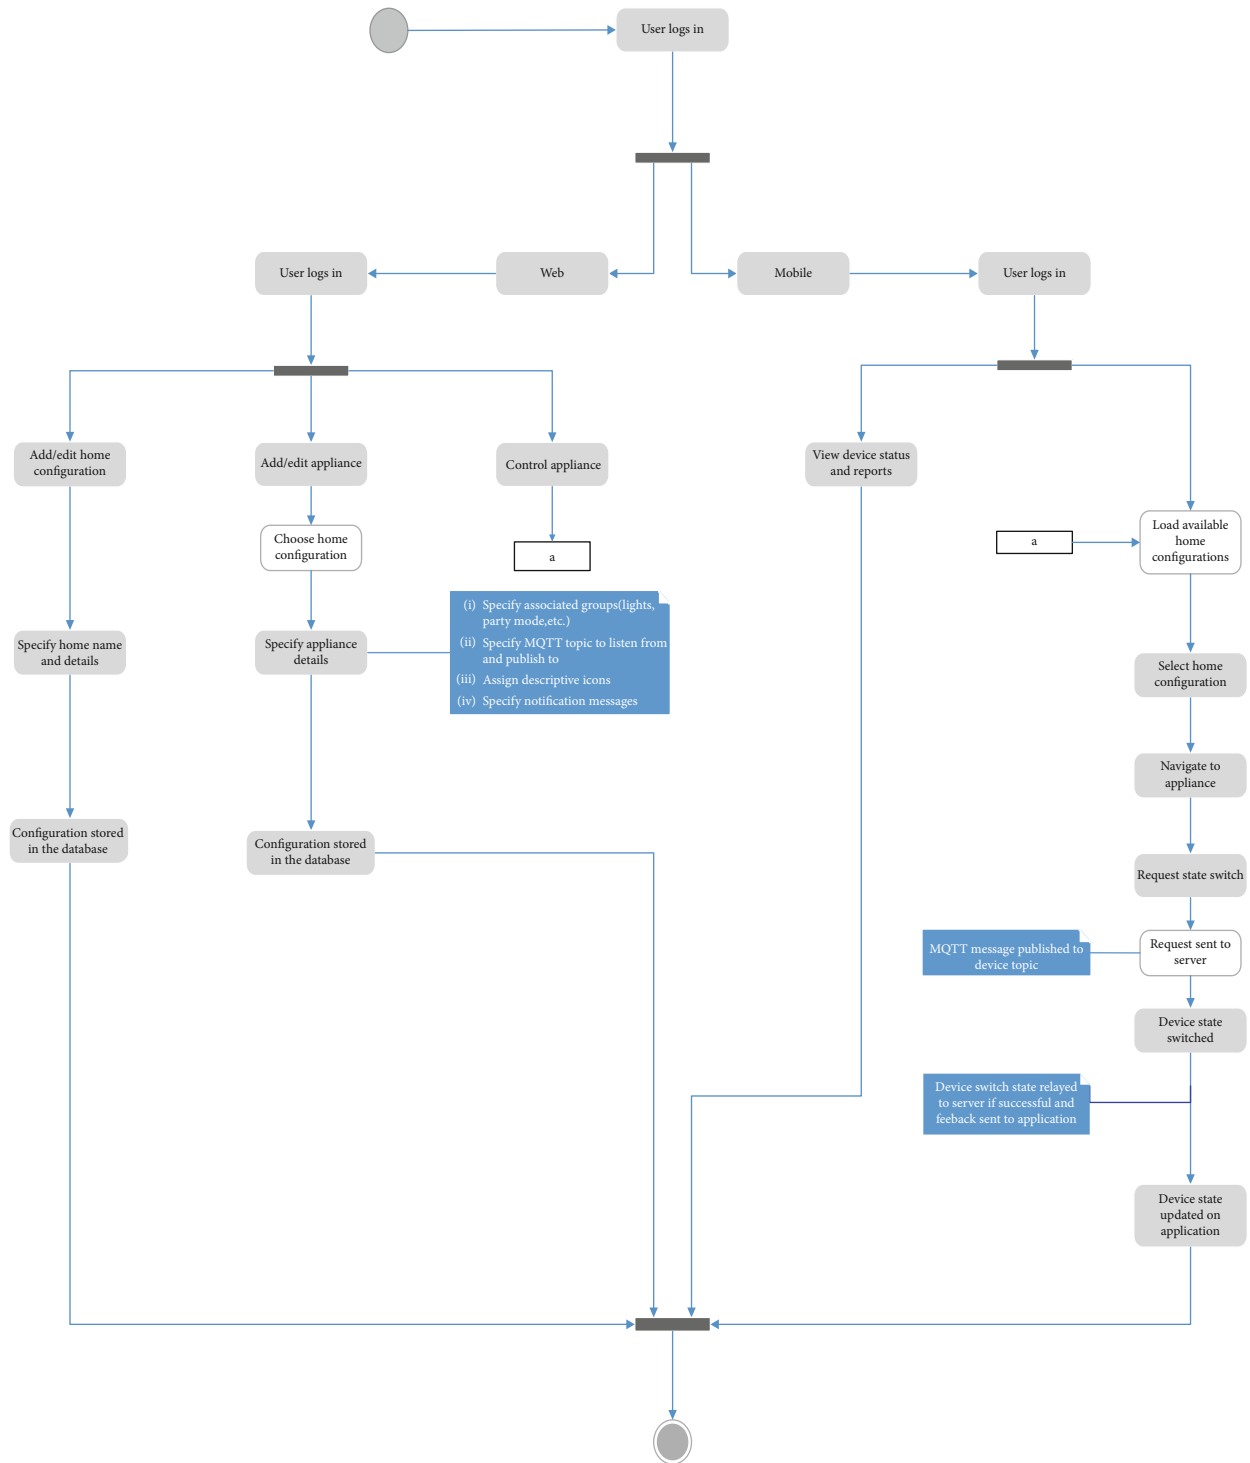 User logs in
User logs in
Web
Mobile
User logs in
Add/edit home
configuration
Add/edit appliance
Control appliance
View device status
and reports
Choose home
configuration
a
a
Load available
home
configurations
(i) Specify associated groups(lights,
party mode,etc.)
(ii) Specify MQTT topic to listen from
and publish to
(iii) Assign descriptive icons
(iv) Specify notification messages
Specify home name
and details
Specify appliance
details
Select home
configuration
Navigate to
appliance
Configuration stored
in the database
Configuration stored
in the database
Request state switch
MQTT message published to
device topic
Request sent to
server
Device state
switched
Device switch state relayed
to server if successful and
feeback sent to application
Device state
updated on
application